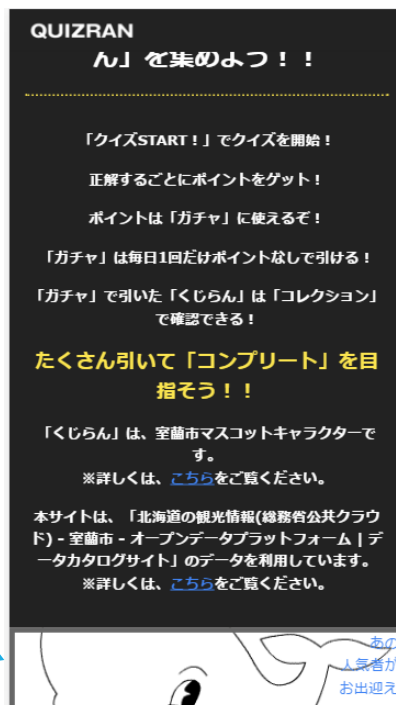 QUIZRAN
ん」を集めよう！！
「クイズSTART！」でクイズを開始！
正解するごとにポイントをゲット！
ポイントは「ガチャ」に使えるぞ！
「ガチャ」は毎日1回だけポイントなしで引ける！
「ガチャ」で引いた「くじらん」は「コレクション」
で確認できる！
たくさん引いて「コンプリート」を目
指そう！！
「くじらん」は、室蘭市マスコットキャラクターで
す。
※詳しくは、こちらをご覧ください。
本サイトは、「北海道の観光情報(総務省公共クラウ
ド) - 室蘭市 - オープンデータプラットフォーム | デ
ータカタログサイト」のデータを利用しています。
※詳しくは、こちらをご覧ください。
あの
人気者が
お出迎え